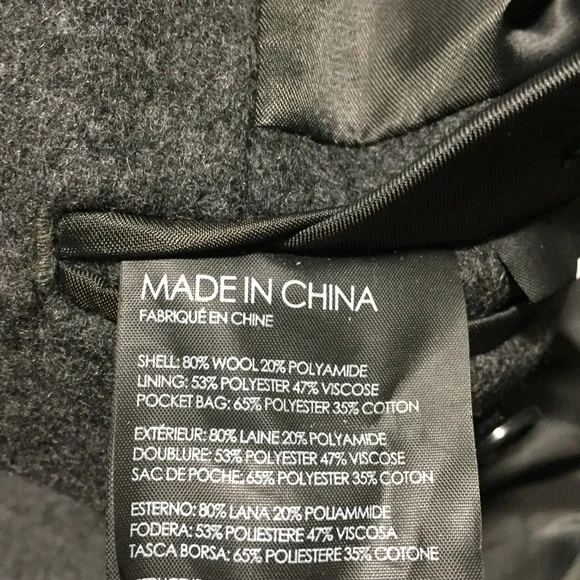 MADE IN CHINA
FABRIQUÉ EN CHINE
SHELL: 80% WOOL 20% POLYAMIDE
LINING: 53% POLYESTER 47% VISCOSE
POCKET BAG: 65% POLYESTER 35% COTTON
EXTÉRIEUR: 80% LAINE 20% POLYAMIDE
DOUBLURE: 53% POLYESTER 47% VISCOSE
SAC DE POCHE: 65% POLYESTER 35% COTON
ESTERNO: 80% LANA 20% POLIAMMIDE
FODERA: 53% POLIESTERE 47% VISCOSA
TASCA BORSA: 65% POLIESTERE 35% COTONE